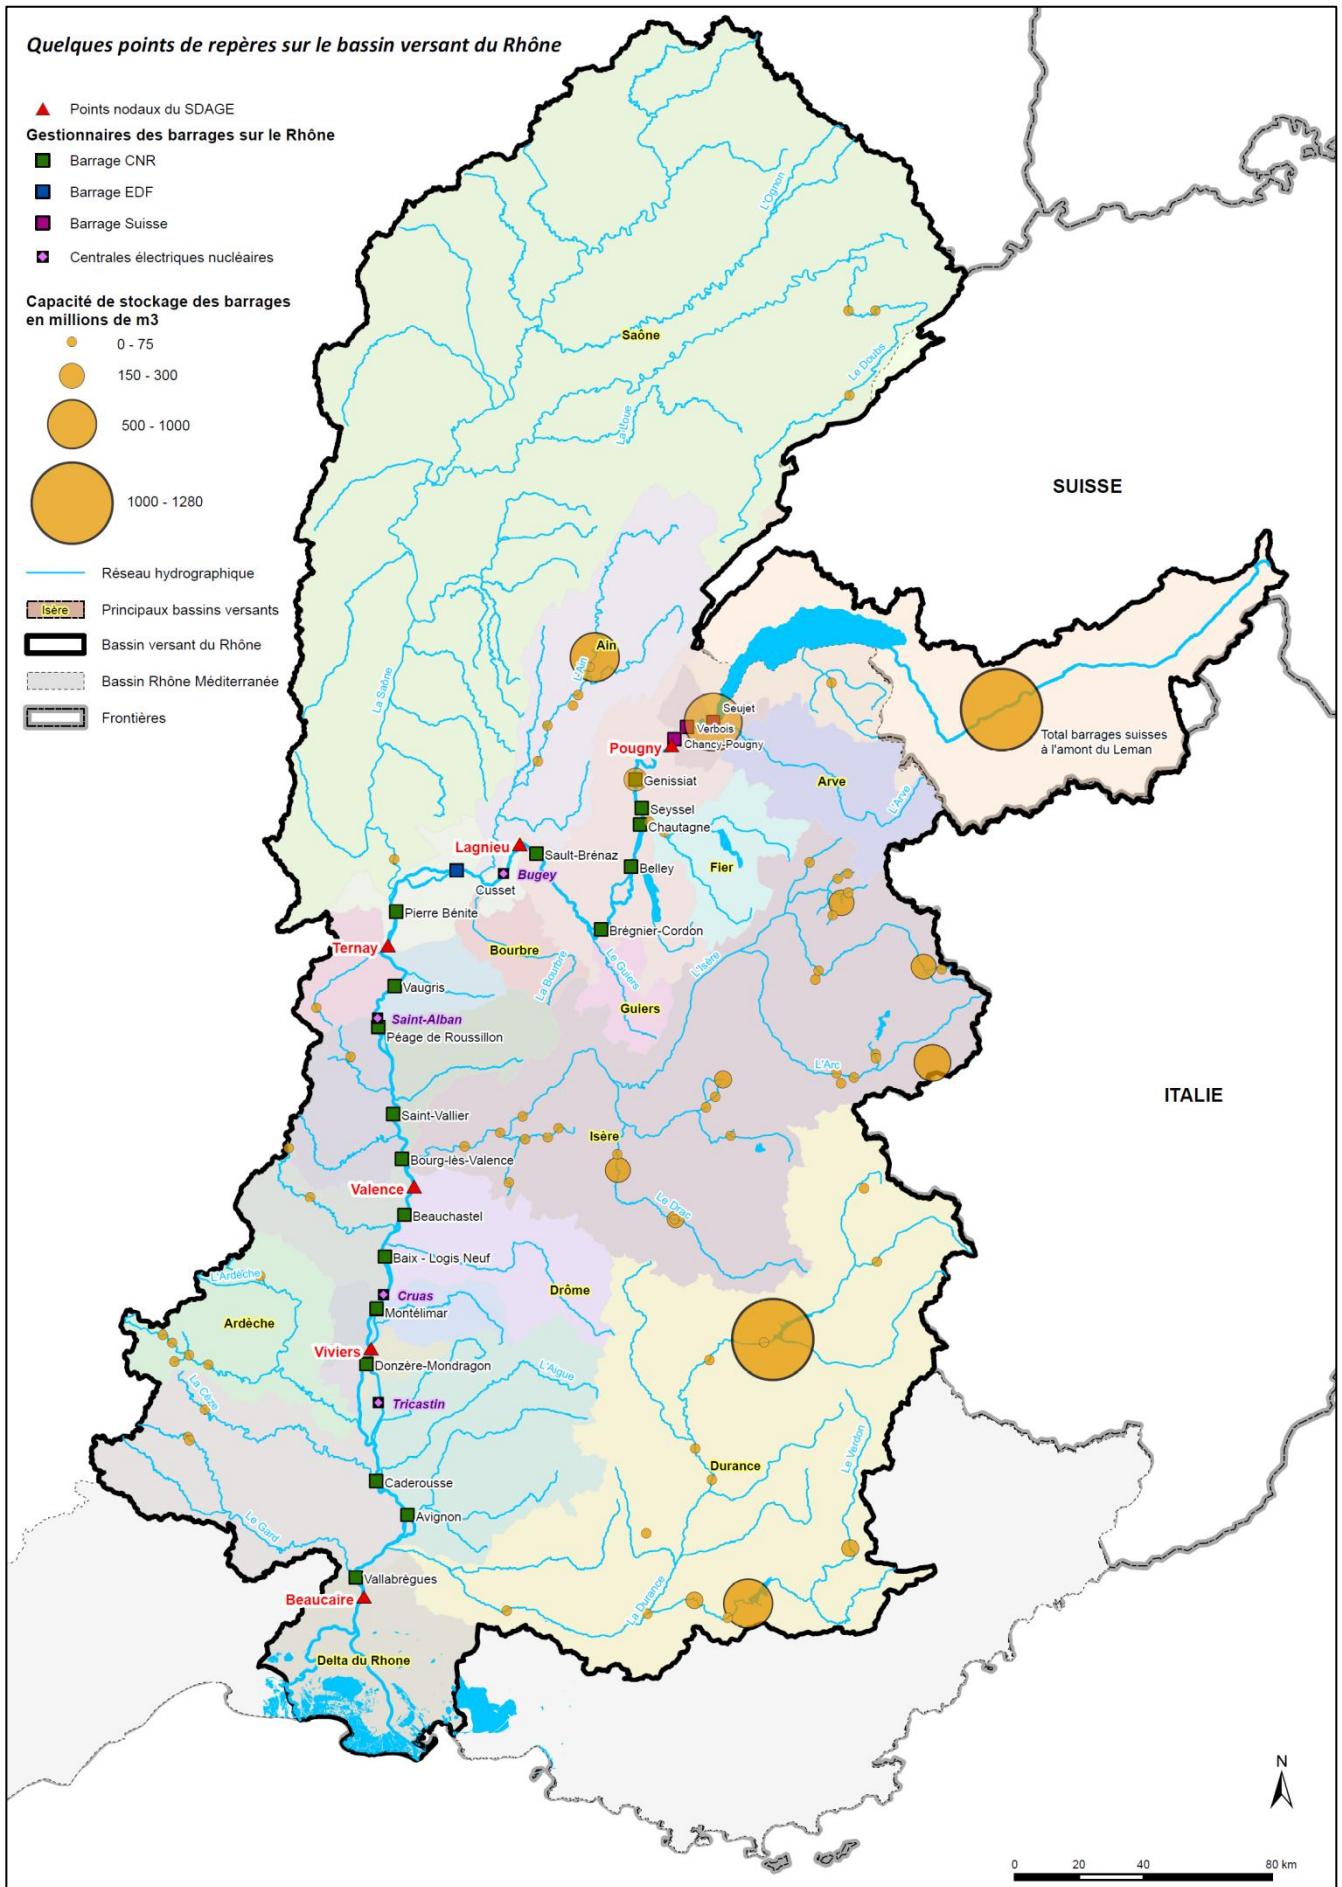 Quelques points de repères sur le bassin versant du Rhône
Points nodaux du SDAGE
Gestionnaires des barrages sur le Rhône
Barrage CNR
Barrage EDF
Barrage Suisse
Centrales électriques nucléaires
Capacité de stockage des barrages
en millions de m3
0 - 75
150 - 300
500 - 1000
1000 - 1280
Réseau hydrographique
Isère
Principaux bassins versants
Bassin versant du Rhône
Bassin Rhône Méditerranée
Frontières
L'Ognon
Saône
Le Doubs
La Loue
SUISSE
Ain
L'Ain
La Saône
Seujet
Verbois
Chancy-Pougny
Pougny
Total barrages suisses
à l'amont du Leman
Genissiat
Arve
L'Arve
Seyssel
Chautagne
Lagnieu
Sault-Brénaz
Belley
Fier
Bugey
Cusset
Pierre Bénite
Brégnier-Cordon
Ternay
Bourbre
La Bourbre
Le Guiers
L'Isère
Vaugris
Guiers
Saint-Alban
Péage de Roussillon
L'Arc
ITALIE
Saint-Vallier
Isère
Bourg-lès-Valence
Valence
Le Drac
Beauchastel
Baix - Logis Neuf
L'Ardèche
Cruas
Drôme
Montélimar
Ardèche
Viviers
Donzère-Mondragon
L'Aigue
La Cèze
Tricastin
Le Verdon
Durance
Caderousse
Avignon
Le Gard
Vallabrègues
Beaucaire
La Durance
Delta du Rhone
N
0 20 40 80 km